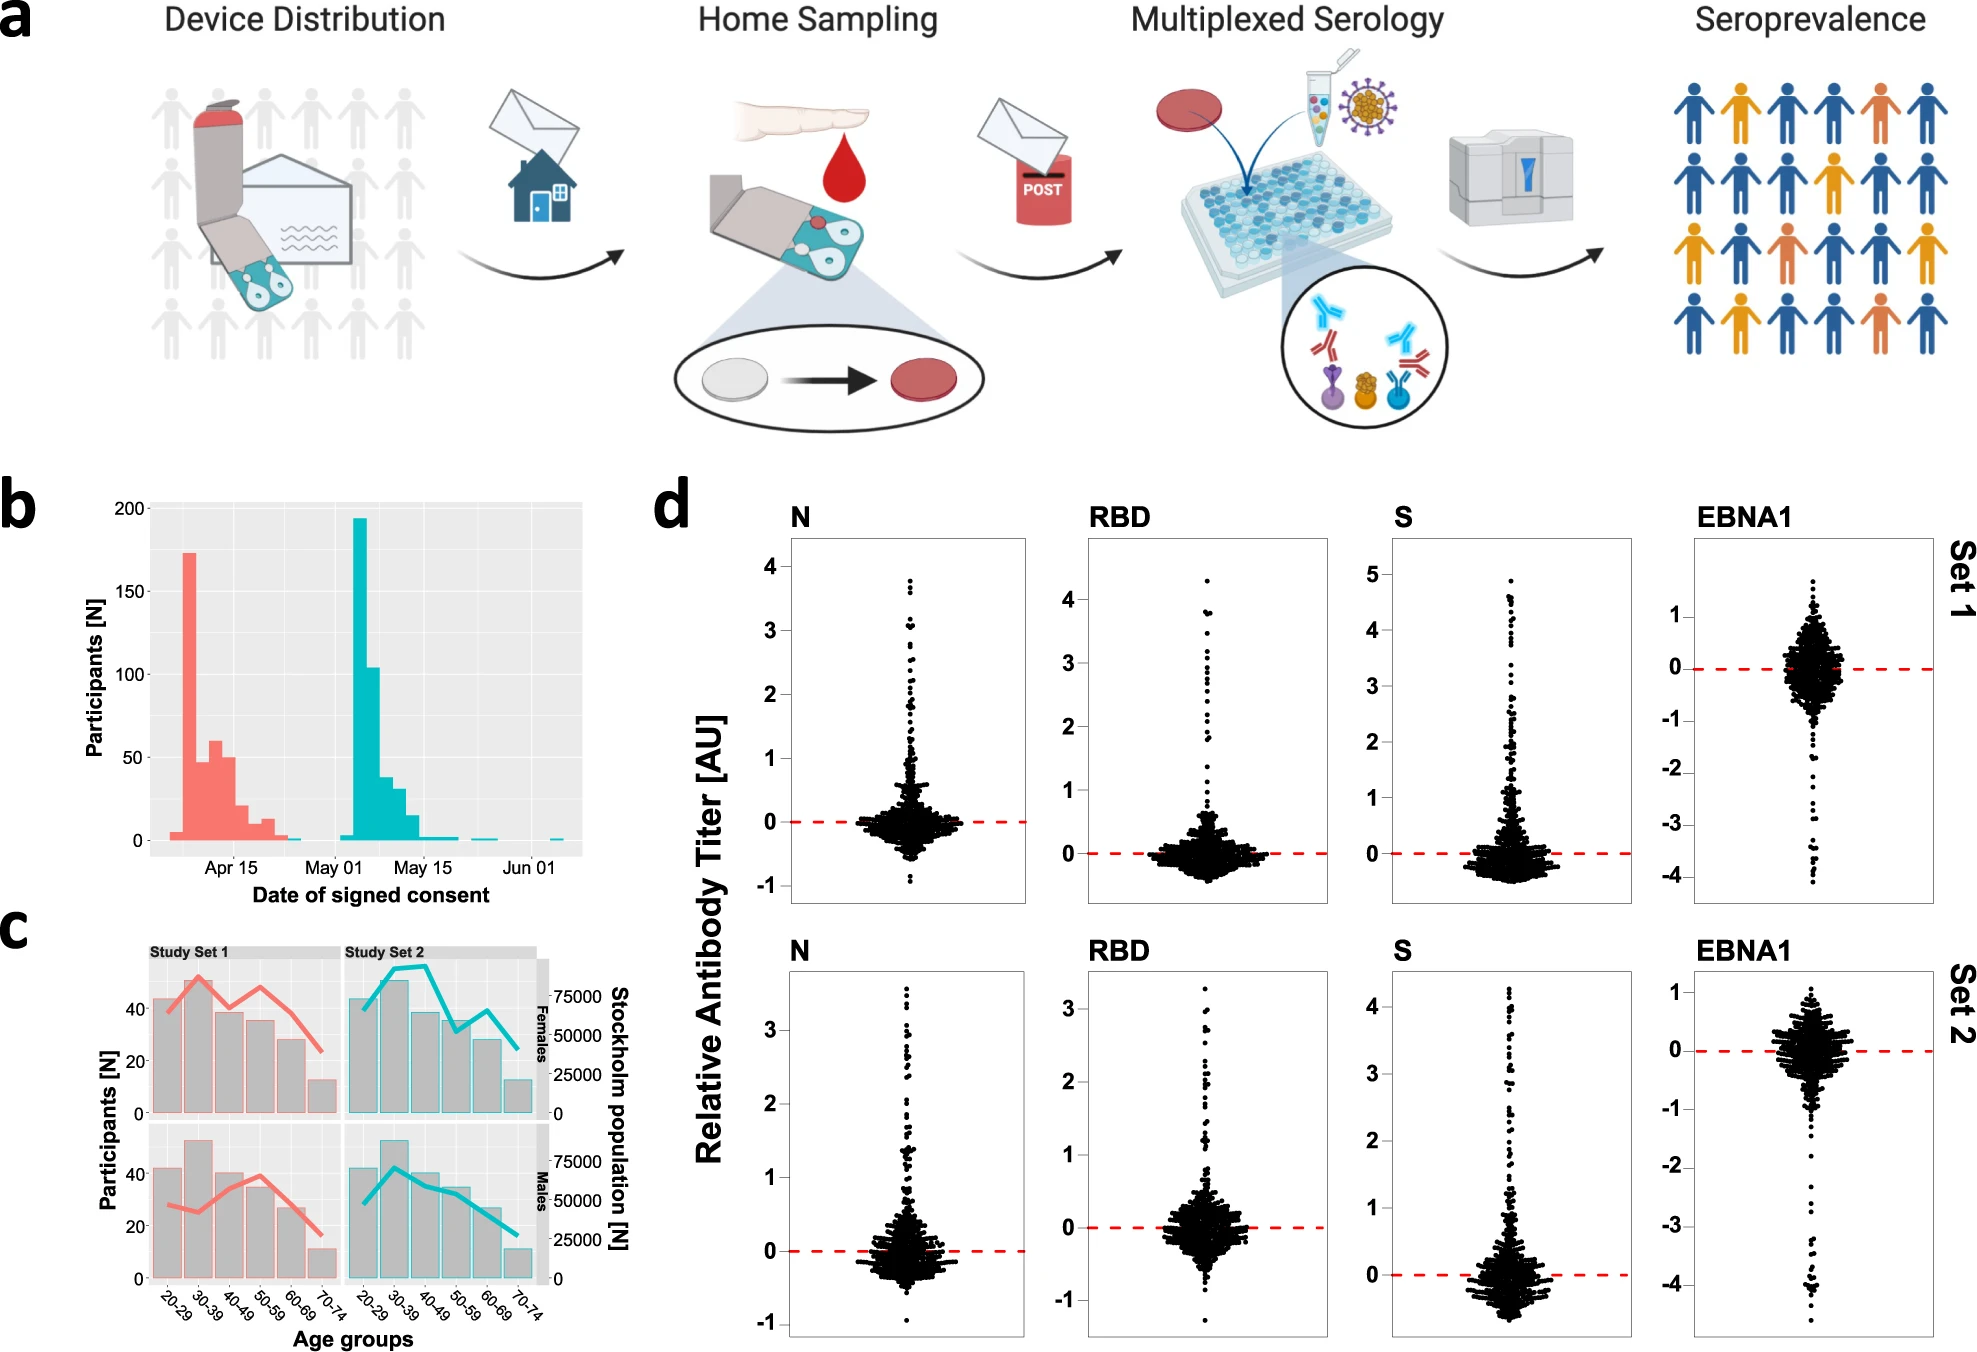 a
Device Distribution
Home Sampling
Multiplexed Serology
Seroprevalence
POST
b
Participants [N]
200
150
100
50
0
Apr 15
May 01
May 15
Jun 01
Date of signed consent
c
Study Set 1
Study Set 2
Participants [N]
40
20
0
40
20
0
Females
Males
75000
50000
25000
0
75000
50000
25000
0
Stockholm population [N]
20-29
30-39
40-49
50-59
60-69
70-74
20-29
30-39
40-49
50-59
60-69
70-74
Age groups
d
Relative Antibody Titer [AU]
N
4
3
2
1
0
-1
RBD
4
3
2
1
0
S
5
4
3
2
1
0
EBNA1
1
0
-1
-2
-3
-4
Set 1
N
3
2
1
0
-1
RBD
3
2
1
0
-1
S
4
3
2
1
0
EBNA1
1
0
-1
-2
-3
-4
Set 2